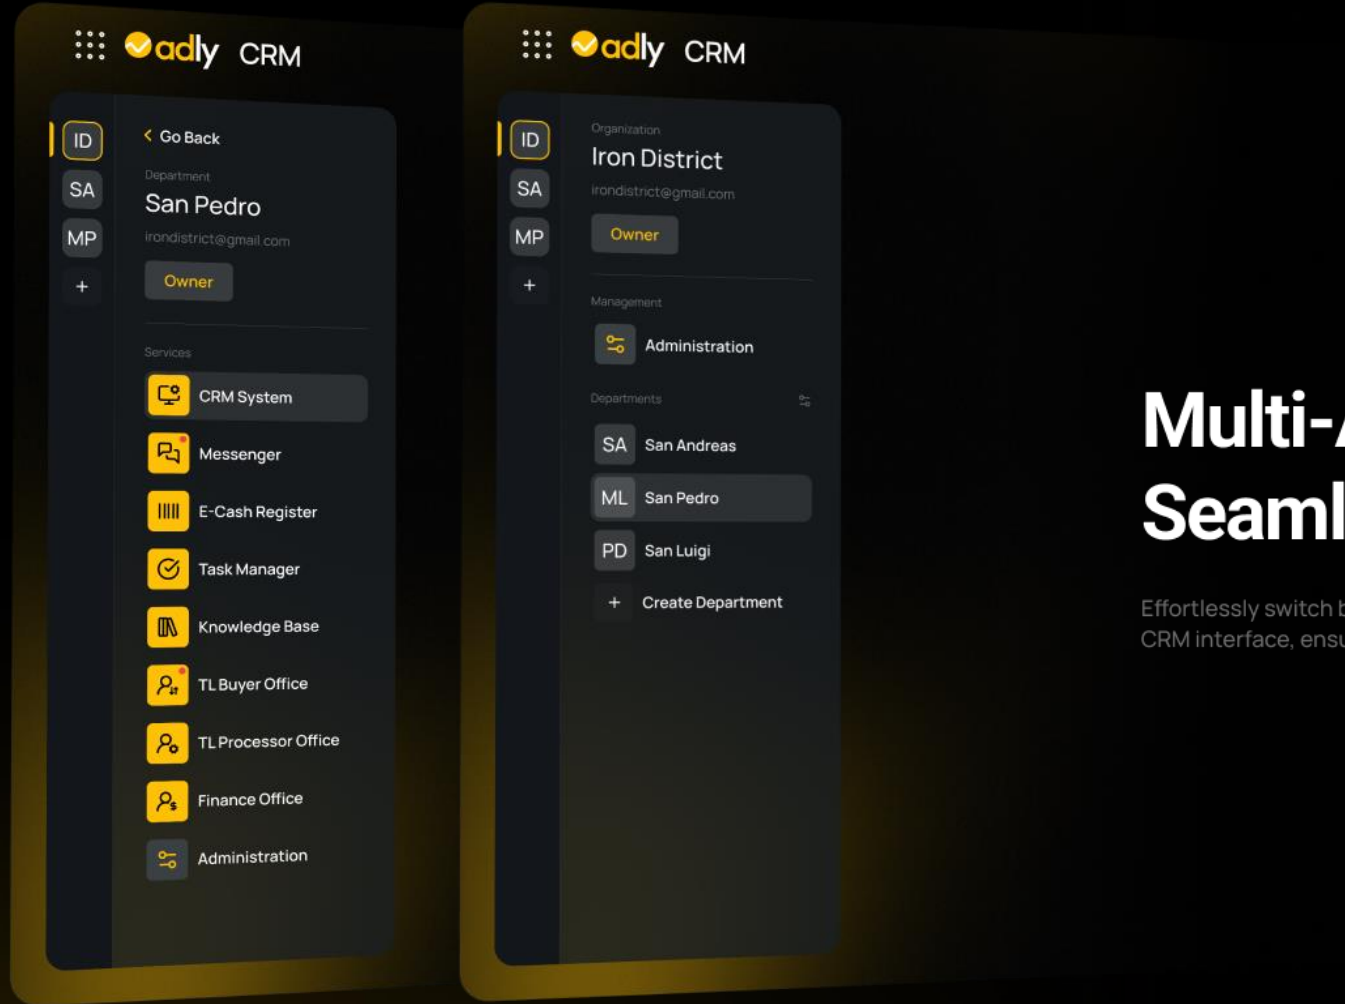 adly CRM
ID
SA
MP
+
Go Back
Department
San Pedro
irondistrict@gmail.com
Owner
Services
CRM System
Messenger
E-Cash Register
Task Manager
Knowledge Base
TL Buyer Office
TL Processor Office
Finance Office
Administration
adly CRM
ID
SA
MP
+
Organization
Iron District
irondistrict@gmail.com
Owner
Management
Administration
Departments
SA San Andreas
ML San Pedro
PD San Luigi
+ Create Department
Multi-
Seaml
Effortlessly switch b
CRM interface, ensu